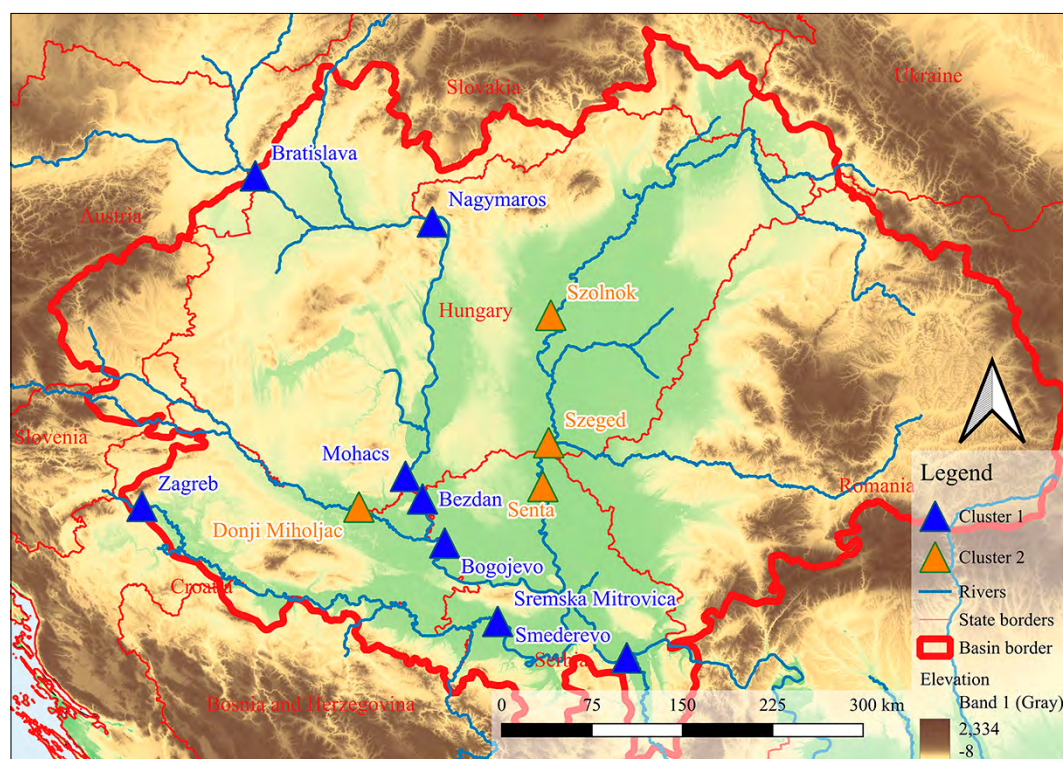 Slovakia
Ukraine
Bratislava
Austria
Nagymaros
Szolnok
Hungary
Szeged
Slovenia
Mohacs
Zagreb
Bezdan
Senta
Romania
Donji Miholjac
Bogojevo
Croatia
Sremska Mitrovica
Smederevo
Serbia
Bosnia and Herzegovina
0 75 150 225 300 km
Legend
Cluster 1
Cluster 2
Rivers
State borders
Basin border
Elevation
Band 1 (Gray)
2,334
-8